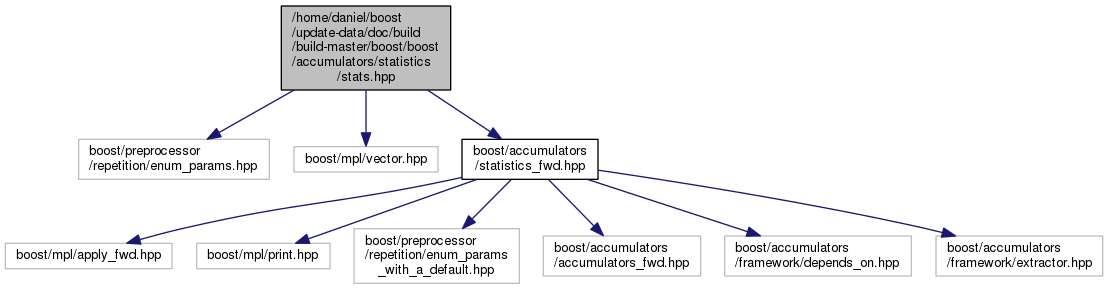 /home/daniel/boost
/update-data/doc/build
/build-master/boost/boost
/accumulators/statistics
/stats.hpp
boost/preprocessor
/repetition/enum_params.hpp
boost/mpl/vector.hpp
boost/accumulators
/statistics_fwd.hpp
boost/mpl/apply_fwd.hpp
boost/mpl/print.hpp
boost/preprocessor
/repetition/enum_params
_with_a_default.hpp
boost/accumulators
/accumulators_fwd.hpp
boost/accumulators
/framework/depends_on.hpp
boost/accumulators
/framework/extractor.hpp